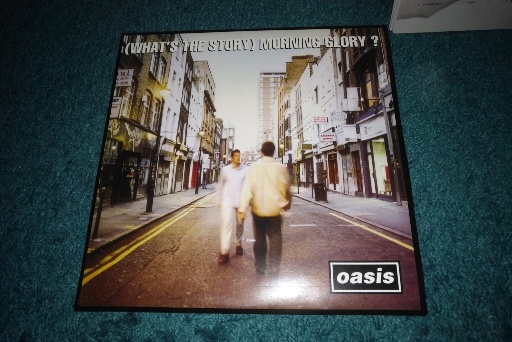 (WHAT'S THE STORY) MORNING GLORY ?
oasis